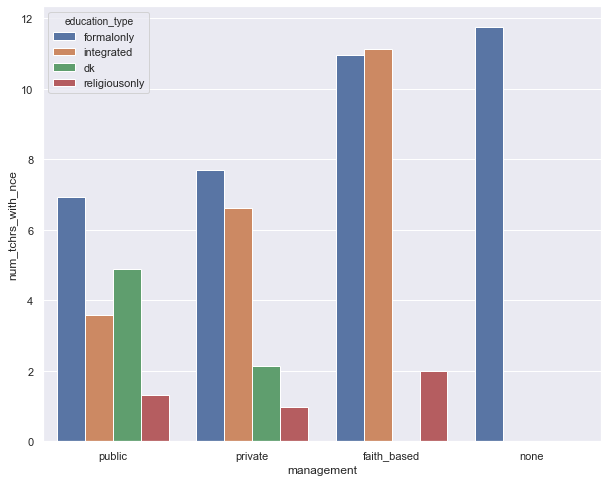 education_type
formalonly
integrated
dk
religiousonly
12
10
8
6
4
2
0
num_tchrs_with_nce
public private faith_based none
management